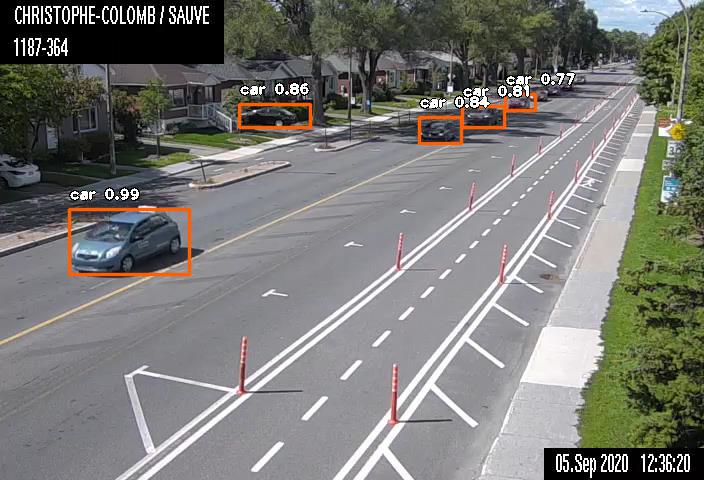 CHRISTOPHE-COLOMB / SAUVE
1187-364
car 0.77
car 0.86
car 0.81
car 0.84
car 0.99
05.Sep 2020 12:36:20